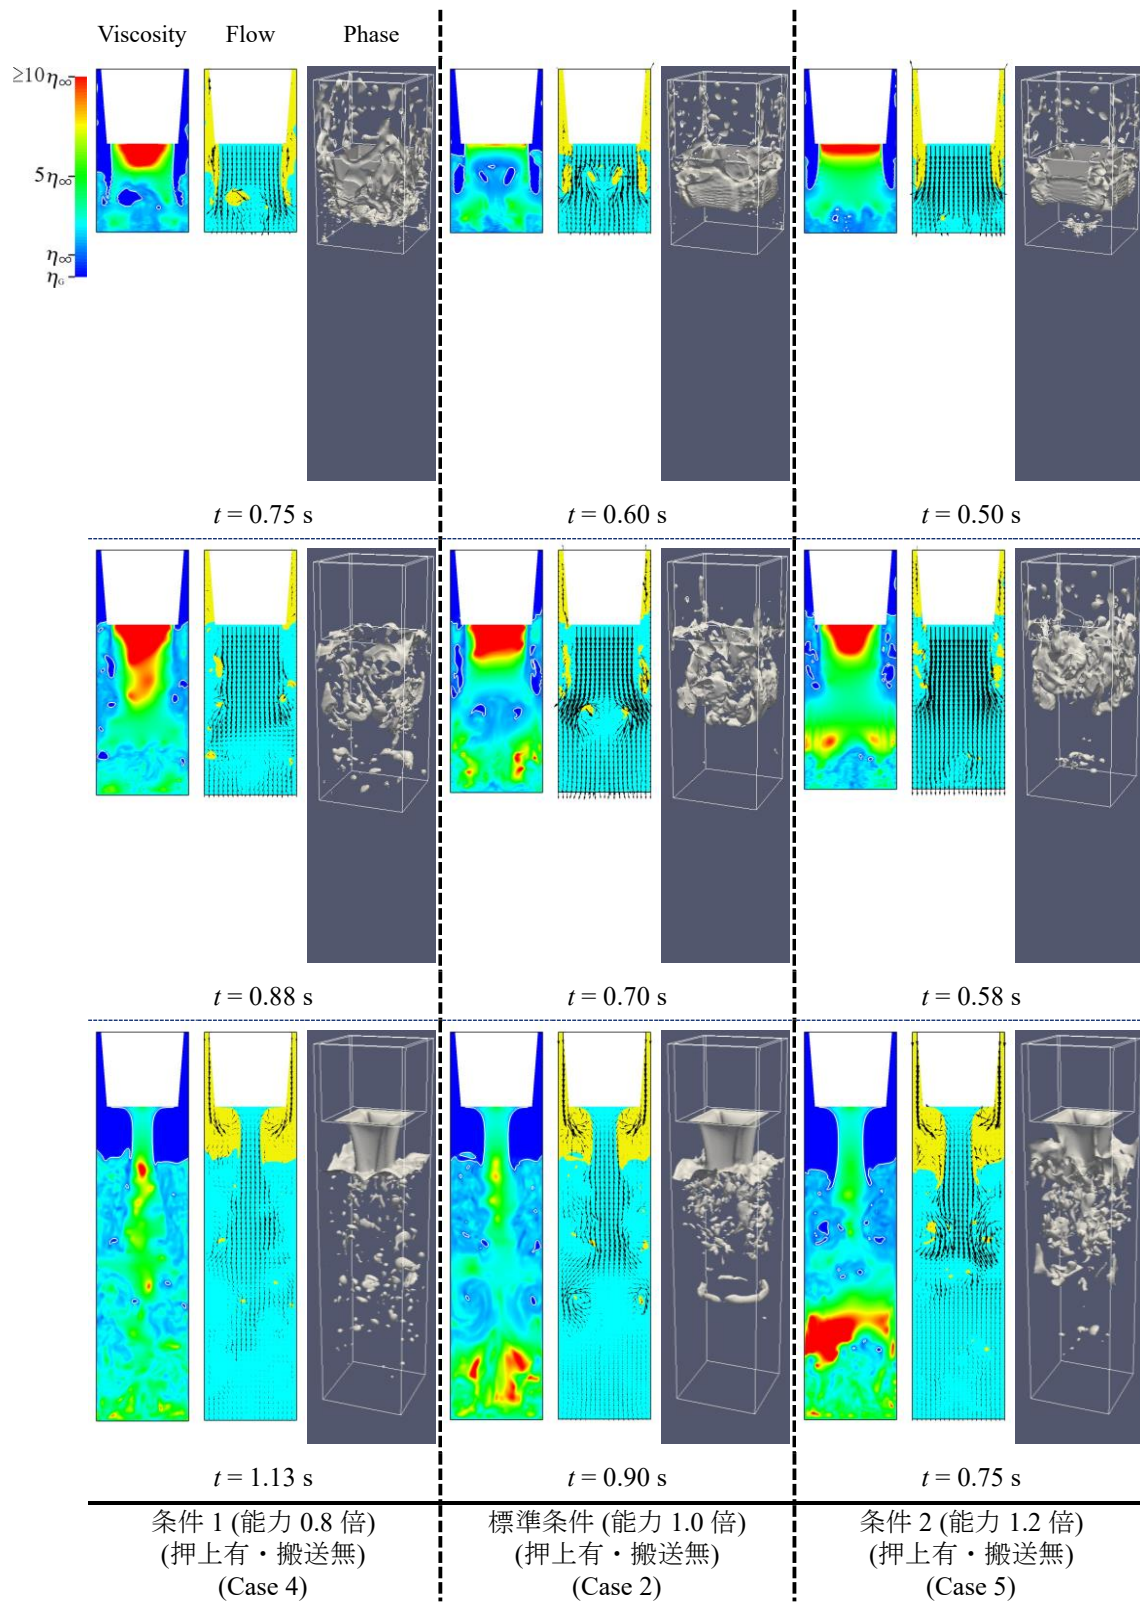 Viscosity Flow Phase
≥10η∞
5η∞
η∞
ηG
t = 0.75 s t = 0.60 s t = 0.50 s
t = 0.88 s t = 0.70 s t = 0.58 s
t = 1.13 s t = 0.90 s t = 0.75 s
条件 1 (能力 0.8 倍)
(押上有・搬送無)
(Case 4)
標準条件 (能力 1.0 倍)
(押上有・搬送無)
(Case 2)
条件 2 (能力 1.2 倍)
(押上有・搬送無)
(Case 5)